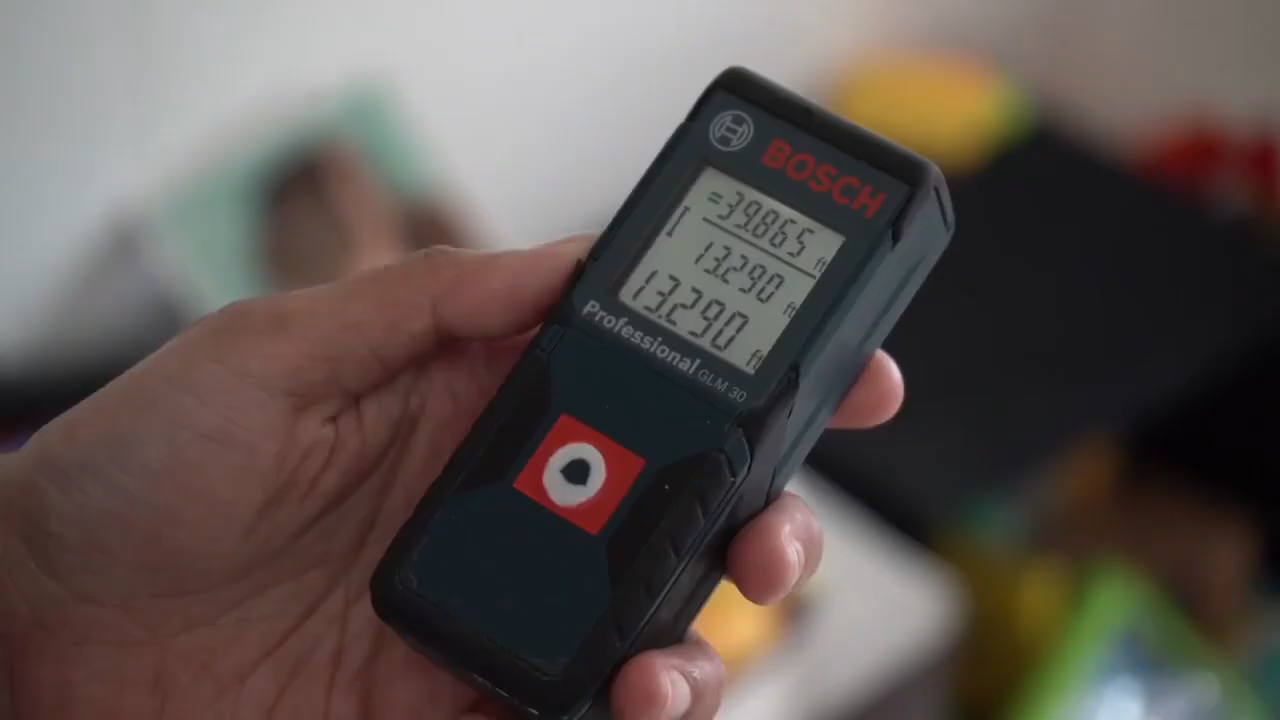 BOSCH
=39.865 ft
13.290 ft
13.290 ft
Professional GLM 30